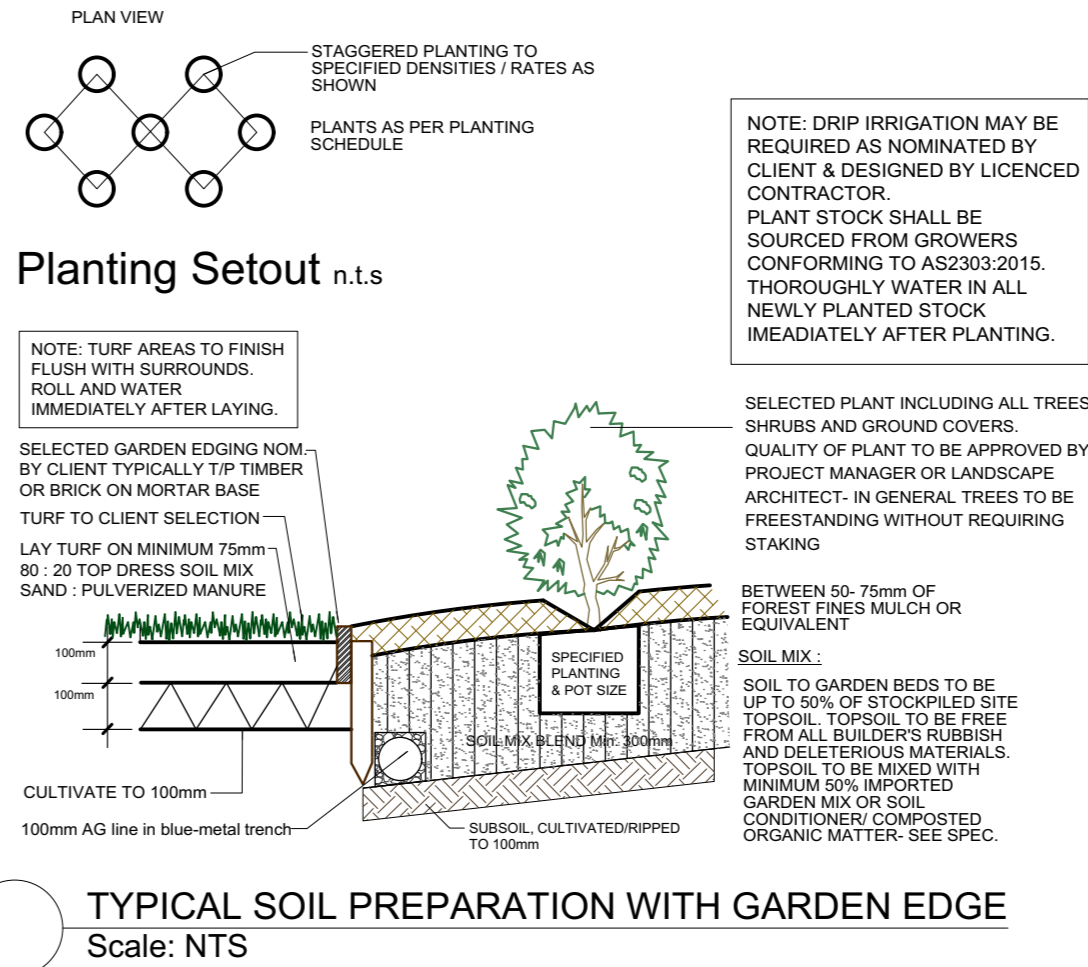 PLAN VIEW
STAGGERED PLANTING TO
SPECIFIED DENSITIES / RATES AS
SHOWN
PLANTS AS PER PLANTING
SCHEDULE
Planting Setout n.t.s
NOTE: DRIP IRRIGATION MAY BE
REQUIRED AS NOMINATED BY
CLIENT & DESIGNED BY LICENCED
CONTRACTOR.
PLANT STOCK SHALL BE
SOURCED FROM GROWERS
CONFORMING TO AS2303:2015.
THOROUGHLY WATER IN ALL
NEWLY PLANTED STOCK
IMEADIATELY AFTER PLANTING.
NOTE: TURF AREAS TO FINISH
FLUSH WITH SURROUNDS.
ROLL AND WATER
IMMEDIATELY AFTER LAYING.
SELECTED GARDEN EDGING NOM.
BY CLIENT TYPICALLY T/P TIMBER
OR BRICK ON MORTAR BASE
TURF TO CLIENT SELECTION
LAY TURF ON MINIMUM 75mm
80 : 20 TOP DRESS SOIL MIX
SAND : PULVERIZED MANURE
100mm
100mm
CULTIVATE TO 100mm
100mm AG line in blue-metal trench
SPECIFIED
PLANTING
& POT SIZE
SOIL MIX BLEND Min. 300mm
SUBSOIL, CULTIVATED/RIPPED
TO 100mm
SELECTED PLANT INCLUDING ALL TREES
SHRUBS AND GROUND COVERS.
QUALITY OF PLANT TO BE APPROVED BY
PROJECT MANAGER OR LANDSCAPE
ARCHITECT- IN GENERAL TREES TO BE
FREESTANDING WITHOUT REQUIRING
STAKING
BETWEEN 50- 75mm OF
FOREST FINES MULCH OR
EQUIVALENT
SOIL MIX :
SOIL TO GARDEN BEDS TO BE
UP TO 50% OF STOCKPILED SITE
TOPSOIL. TOPSOIL TO BE FREE
FROM ALL BUILDER'S RUBBISH
AND DELETERIOUS MATERIALS.
TOPSOIL TO BE MIXED WITH
MINIMUM 50% IMPORTED
GARDEN MIX OR SOIL
CONDITIONER/ COMPOSTED
ORGANIC MATTER- SEE SPEC.
TYPICAL SOIL PREPARATION WITH GARDEN EDGE
Scale: NTS